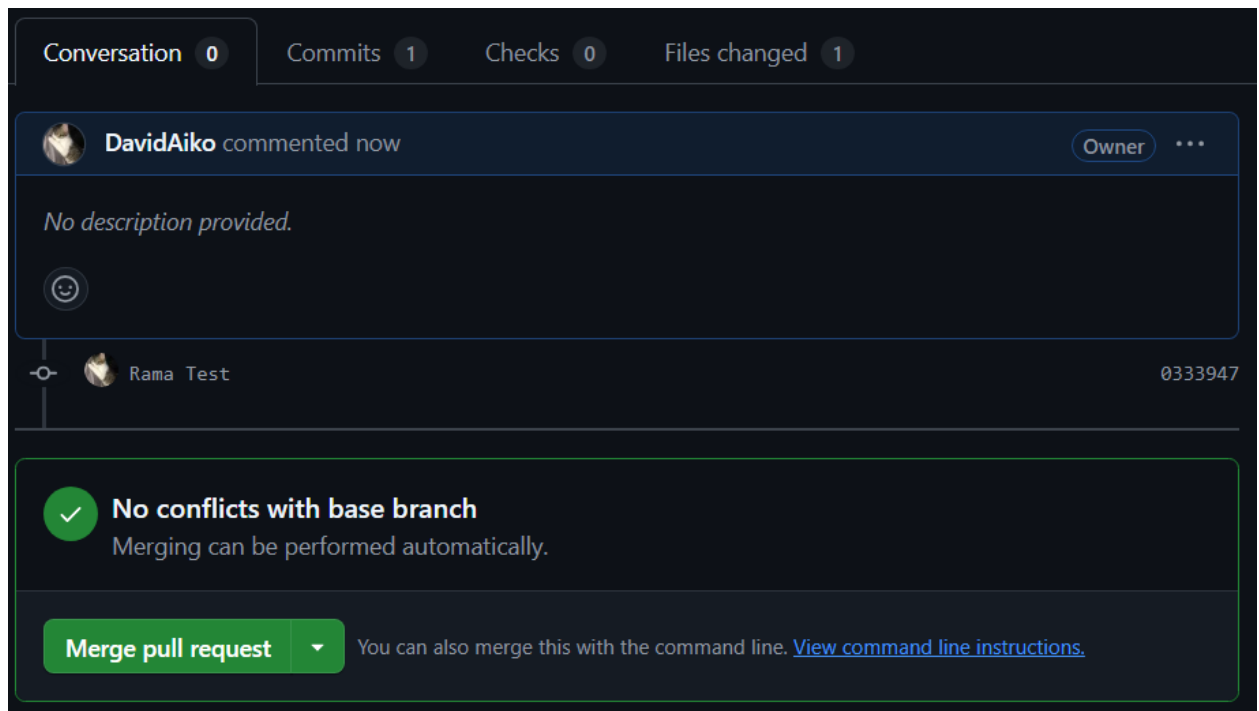 Conversation 0 Commits 1 Checks 0 Files changed 1
DavidAiko commented now Owner
No description provided.
Rama Test 0333947
No conflicts with base branch
Merging can be performed automatically.
Merge pull request You can also merge this with the command line. View command line instructions.